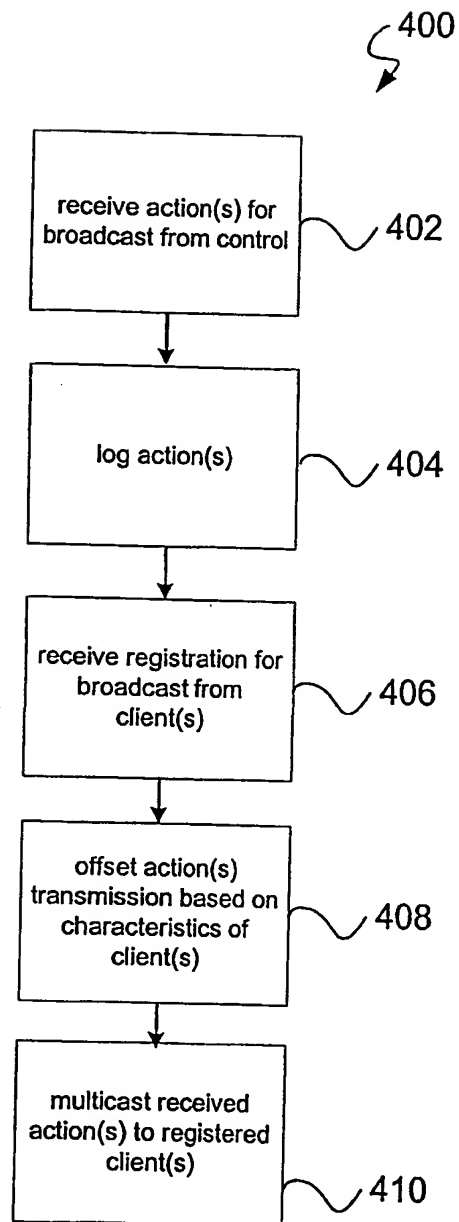 400
receive action(s) for
broadcast from control
402
log action(s)
404
receive registration for
broadcast from
client(s)
406
offset action(s)
transmission based on
characteristics of
client(s)
408
multicast received
action(s) to registered
client(s)
410